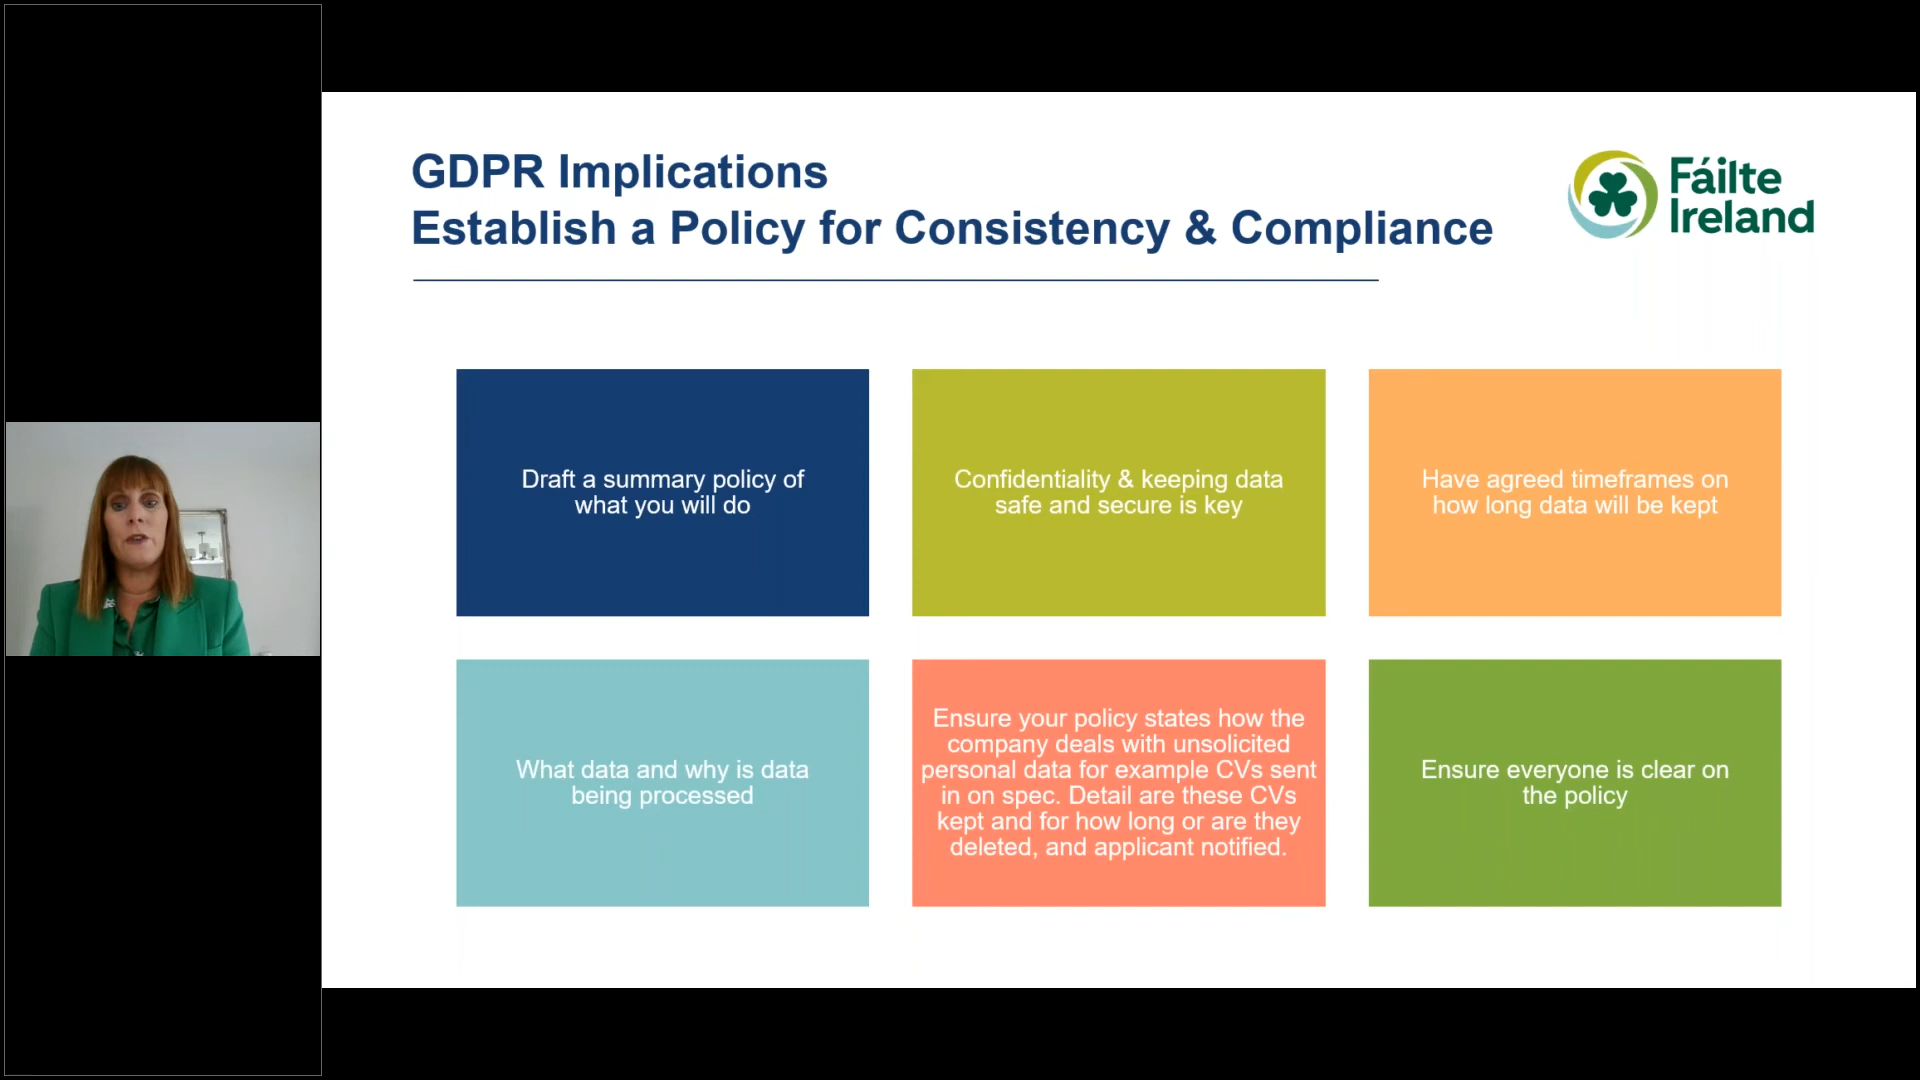 GDPR Implications
Establish a Policy for Consistency & Compliance
Fáilte
Ireland
Draft a summary policy of
what you will do
Confidentiality & keeping data
safe and secure is key
Have agreed timeframes on
how long data will be kept
What data and why is data
being processed
Ensure your policy states how the
company deals with unsolicited
personal data for example CVs sent
in on spec. Detail are these CVs
kept and for how long or are they
deleted, and applicant notified.
Ensure everyone is clear on
the policy